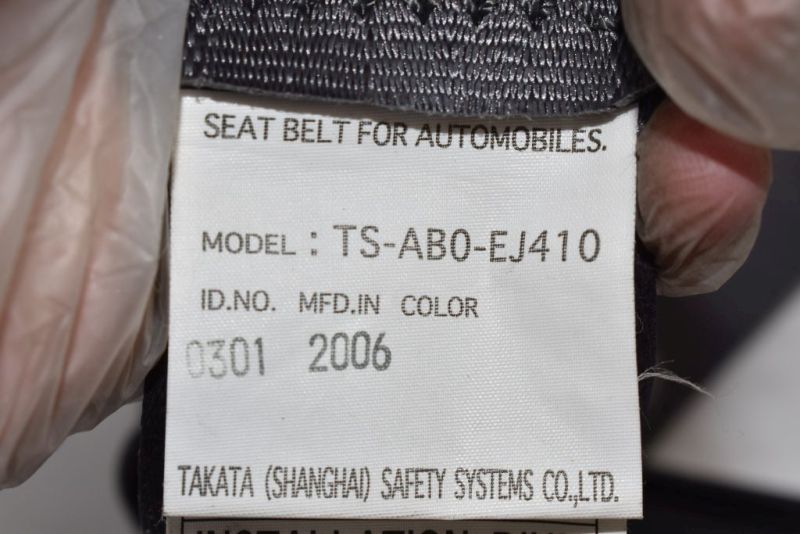 SEAT BELT FOR AUTOMOBILES.
MODEL : TS-AB0-EJ410
ID.NO. MFD.IN COLOR
0301 2006
TAKATA (SHANGHAI) SAFETY SYSTEMS CO.,LTD.